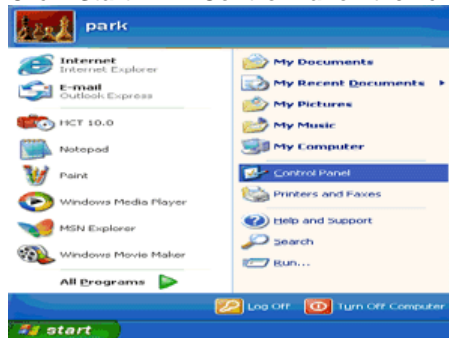 park
Internet
Internet Explorer
E-mail
Outlook Express
HCT 10.0
Notepad
Paint
Windows Media Player
MSN Explorer
Windows Movie Maker
All Programs
My Documents
My Recent Documents
My Pictures
My Music
My Computer
Control Panel
Printers and Faxes
Help and Support
Search
Run...
Log Off
Turn Off Computer
start